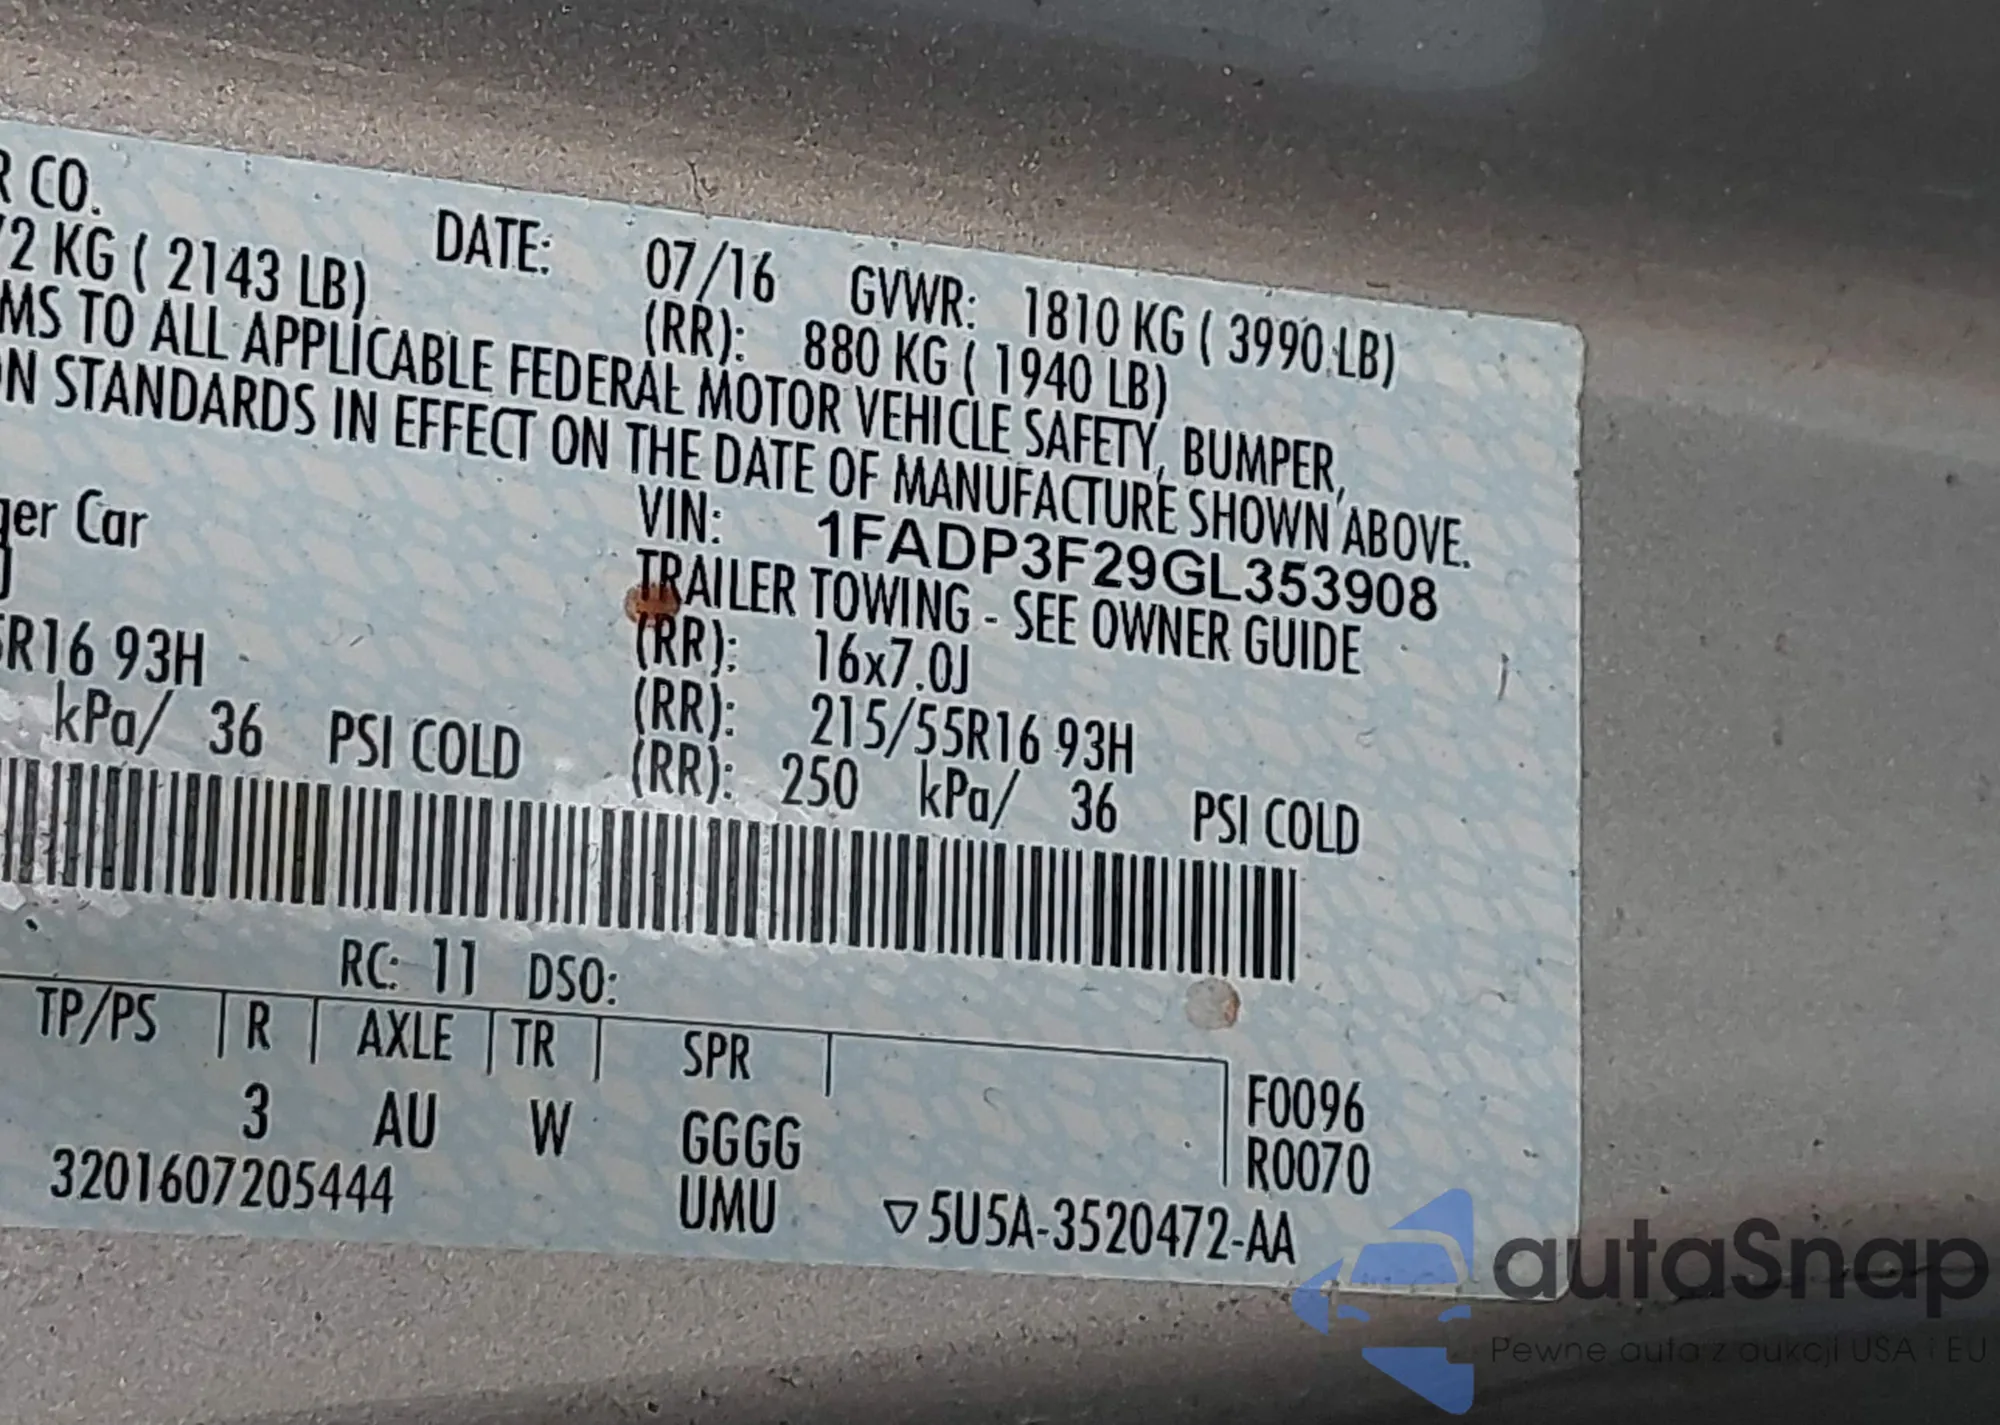 R CO.
DATE: 07/16 GVWR: 1810 KG ( 3990 LB)
72 KG ( 2143 LB) (RR): 880 KG ( 1940 LB)
MS TO ALL APPLICABLE FEDERAL MOTOR VEHICLE SAFETY, BUMPER,
ON STANDARDS IN EFFECT ON THE DATE OF MANUFACTURE SHOWN ABOVE.
VIN: 1FADP3F29GL353908
ger Car TRAILER TOWING - SEE OWNER GUIDE
J (RR): 16x7.0J
5R16 93H (RR): 215/55R16 93H
kPa/ 36 PSI COLD (RR): 250 kPa/ 36 PSI COLD
RC: 11 DSO:
TP/PS R AXLE TR SPR
F0096
3 AU W GGGG R0070
3201607205444 UMU ▽5U5A-3520472-AA
autaSnap
Pewne auta z aukcji USA i EU